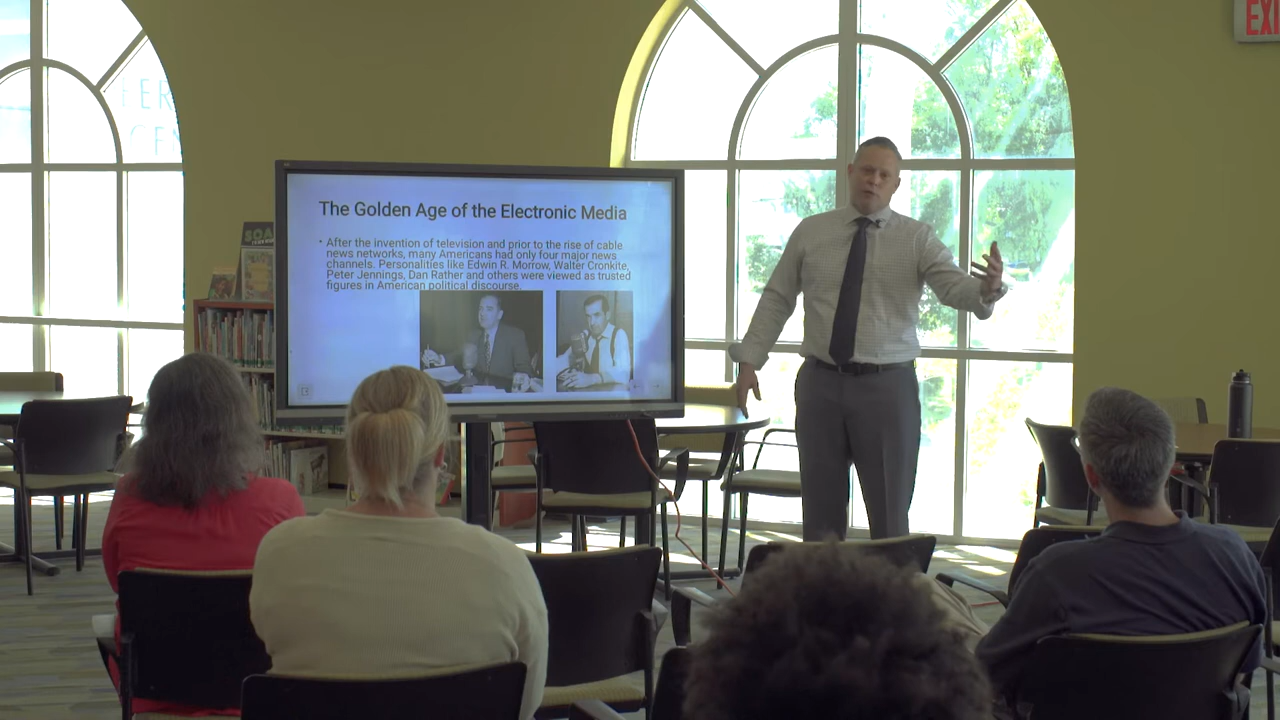 EXI
The Golden Age of the Electronic Media
• After the invention of television and prior to the rise of cable
news networks, many Americans had only four major news
channels. Personalities like Edwin R. Morrow, Walter Cronkite,
Peter Jennings, Dan Rather and others were viewed as trusted
figures in American political discourse.
SOA